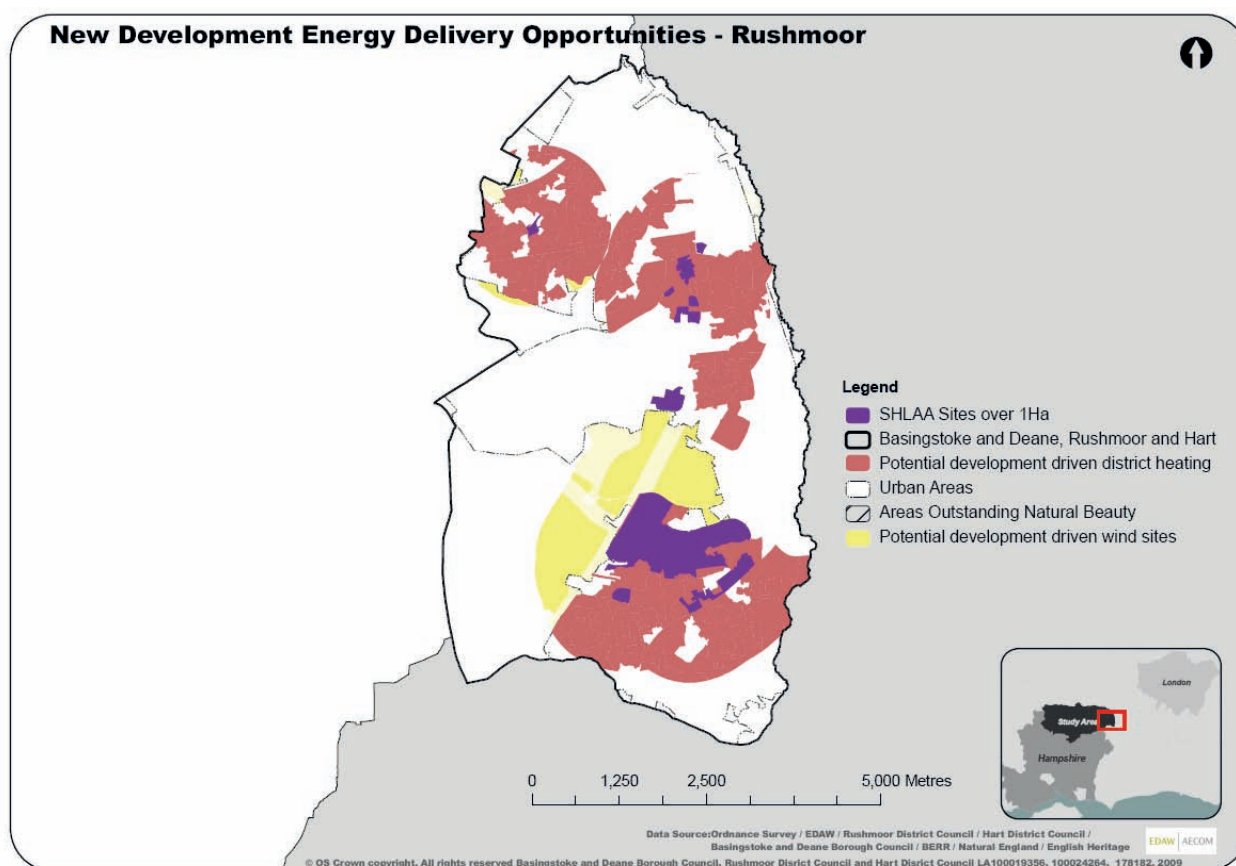 New Development Energy Delivery Opportunities - Rushmoor
Legend
SHLAA Sites over 1Ha
Basingstoke and Deane, Rushmoor and Hart
Potential development driven district heating
Urban Areas
Areas Outstanding Natural Beauty
Potential development driven wind sites
London
Study Area
Hampshire
0 1,250 2,500 5,000 Metres
Data Source:Ordnance Survey / EDAW / Rushmoor District Council / Hart District Council /
Basingstoke and Deane Borough Council / BERR / Natural England / English Heritage
EDAW AECOM
© OS Crown copyright. All rights reserved Basingstoke and Deane Borough Council, Rushmoor District Council and Hart District Council LA100019356, 100024264, 178182, 2009